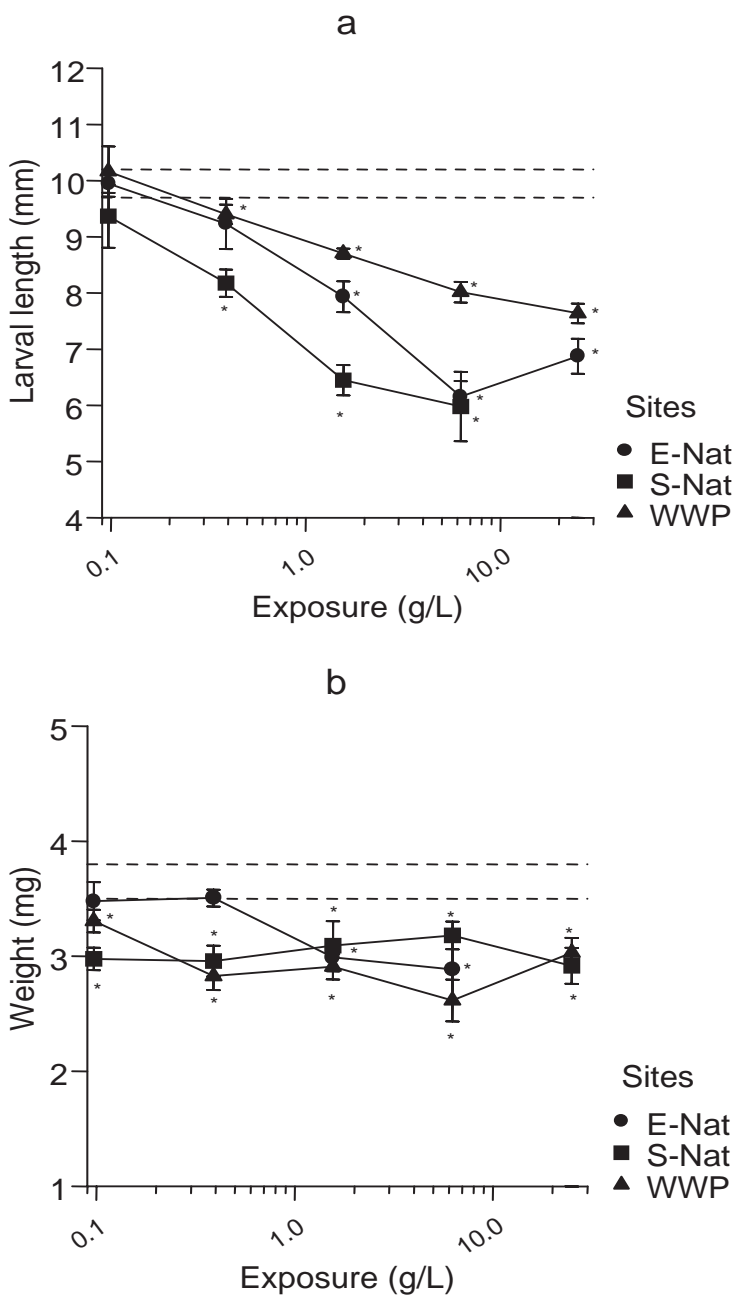 a
12
11
10
9
8
7
6
5
4
Larval length (mm)
* * * * * * * * * *
0.1 1.0 10.0
Exposure (g/L)
Sites
E-Nat
S-Nat
WWP
b
5
4
3
2
1
Weight (mg)
* * * * * * * * * * * *
0.1 1.0 10.0
Exposure (g/L)
Sites
E-Nat
S-Nat
WWP